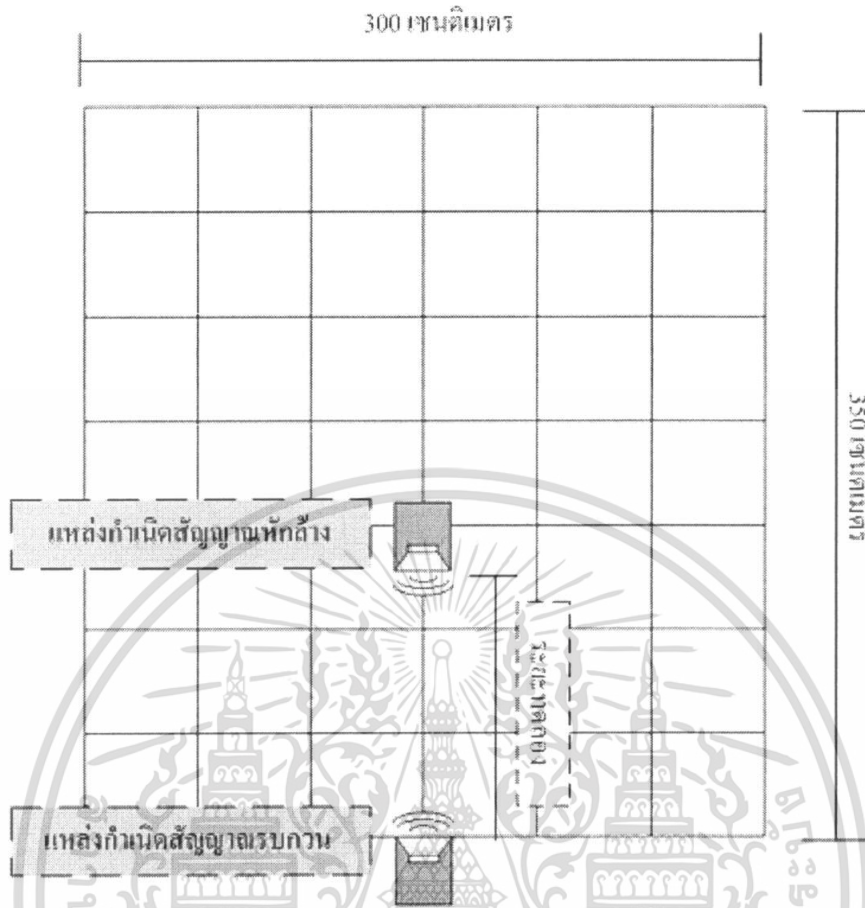 300 เซนติเมตร
350 เซนติเมตร
แหล่งกำเนิดสัญญาณหักล้าง
ระยะทดลอง
แหล่งกำเนิดสัญญาณรบกวน